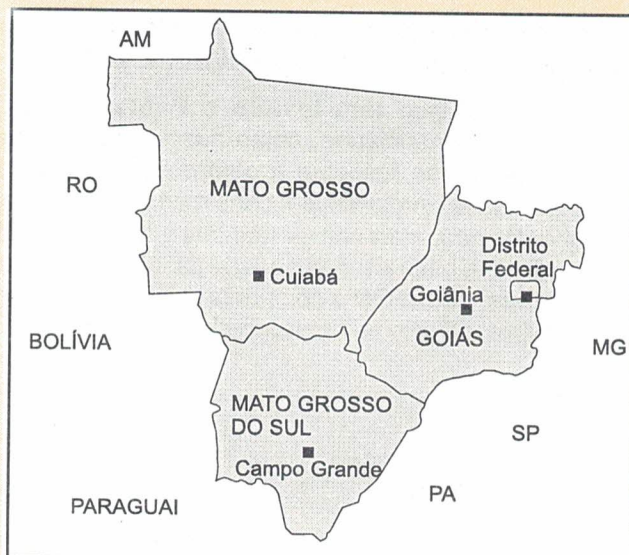 AM
RO
MATO GROSSO
Cuiabá
Distrito
Federal
Goiânia
GOIÁS
BOLÍVIA
MG
MATO GROSSO
DO SUL
Campo Grande
SP
PA
PARAGUAI